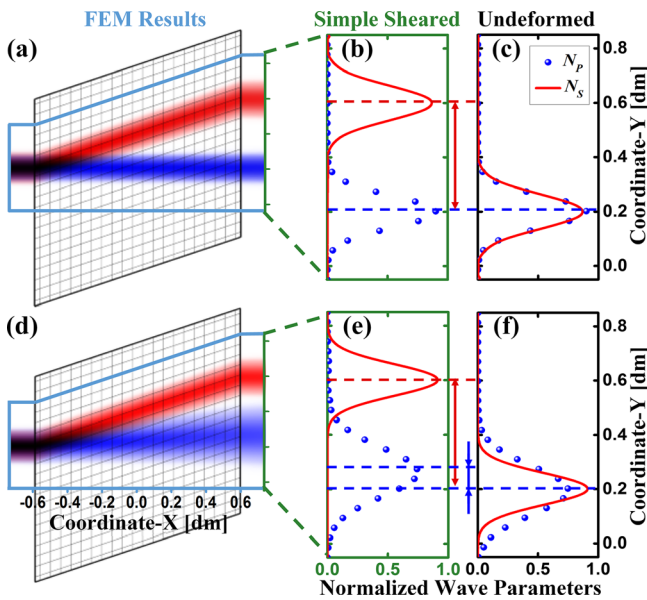 FEM Results
Simple Sheared
Undeformed
(a)
(b)
(c)
N_P
N_S
0.8
0.6
0.4
0.2
0.0
Coordinate-Y [dm]
(d)
(e)
(f)
0.8
0.6
0.4
0.2
0.0
Coordinate-Y [dm]
-0.6 -0.4 -0.2 0.0 0.2 0.4 0.6
Coordinate-X [dm]
0.0 0.5 1.0
0.0 0.5 1.0
Normalized Wave Parameters